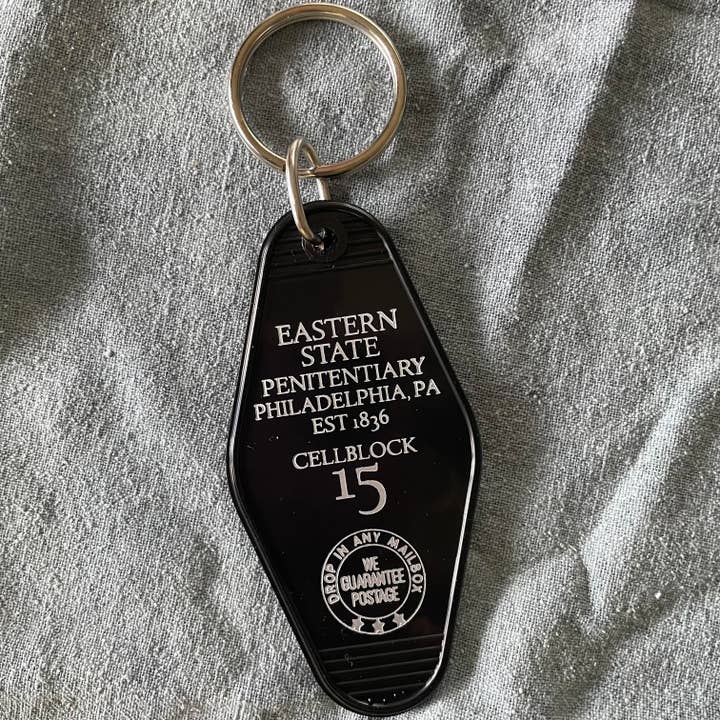 EASTERN
STATE
PENITENTIARY
PHILADELPHIA, PA
EST 1836
CELLBLOCK
15
DROP IN ANY MAILBOX
WE
GUARANTEE
POSTAGE